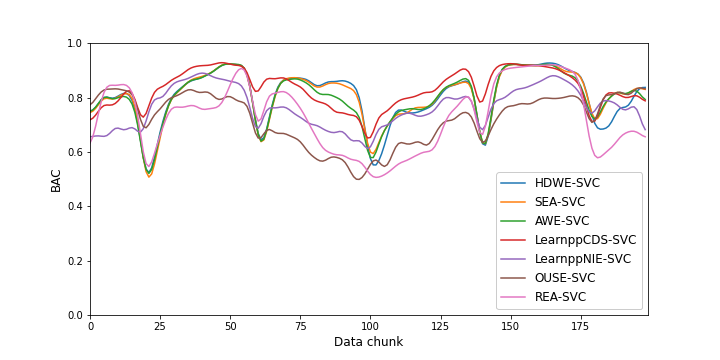 1.0
0.8
0.6
0.4
0.2
0.0
BAC
0 25 50 75 100 125 150 175
Data chunk
HDWE-SVC
SEA-SVC
AWE-SVC
LearnppCDS-SVC
LearnppNIE-SVC
OUSE-SVC
REA-SVC